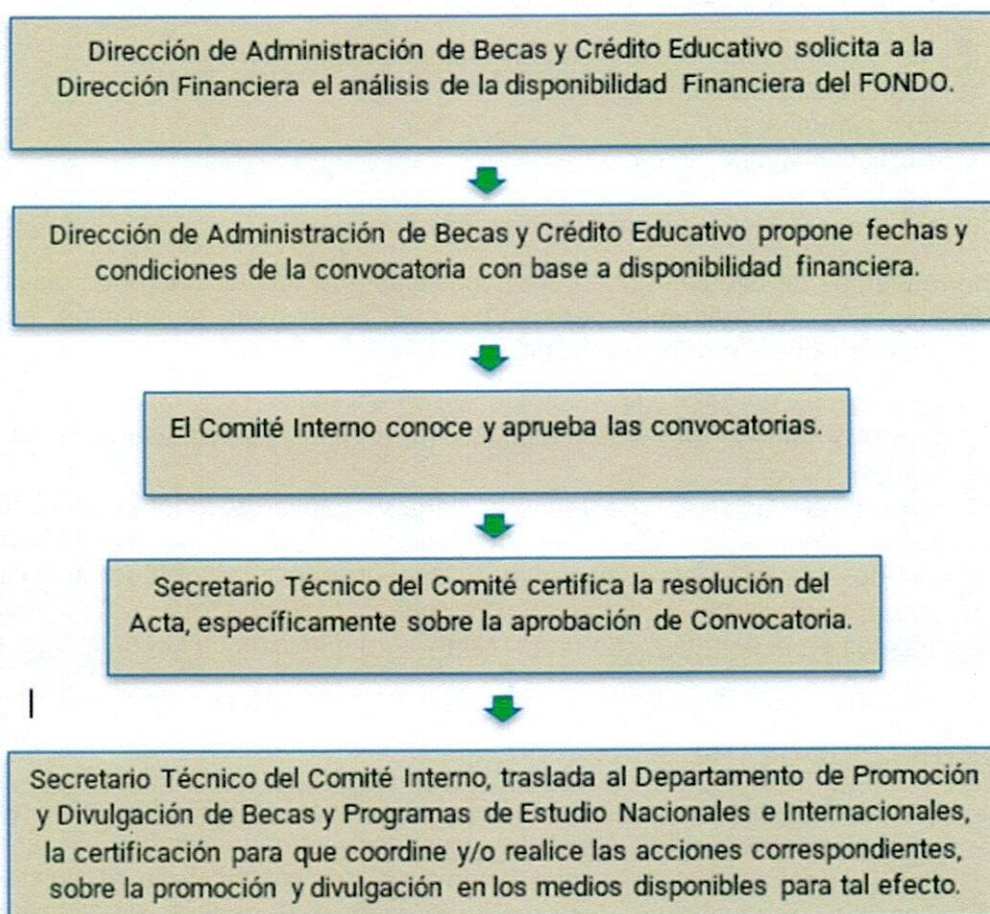 Dirección de Administración de Becas y Crédito Educativo solicita a la
Dirección Financiera el análisis de la disponibilidad Financiera del FONDO.
Dirección de Administración de Becas y Crédito Educativo propone fechas y
condiciones de la convocatoria con base a disponibilidad financiera.
El Comité Interno conoce y aprueba las convocatorias.
Secretario Técnico del Comité certifica la resolución del
Acta, específicamente sobre la aprobación de Convocatoria.
Secretario Técnico del Comité Interno, traslada al Departamento de Promoción
y Divulgación de Becas y Programas de Estudio Nacionales e Internacionales,
la certificación para que coordine y/o realice las acciones correspondientes,
sobre la promoción y divulgación en los medios disponibles para tal efecto.